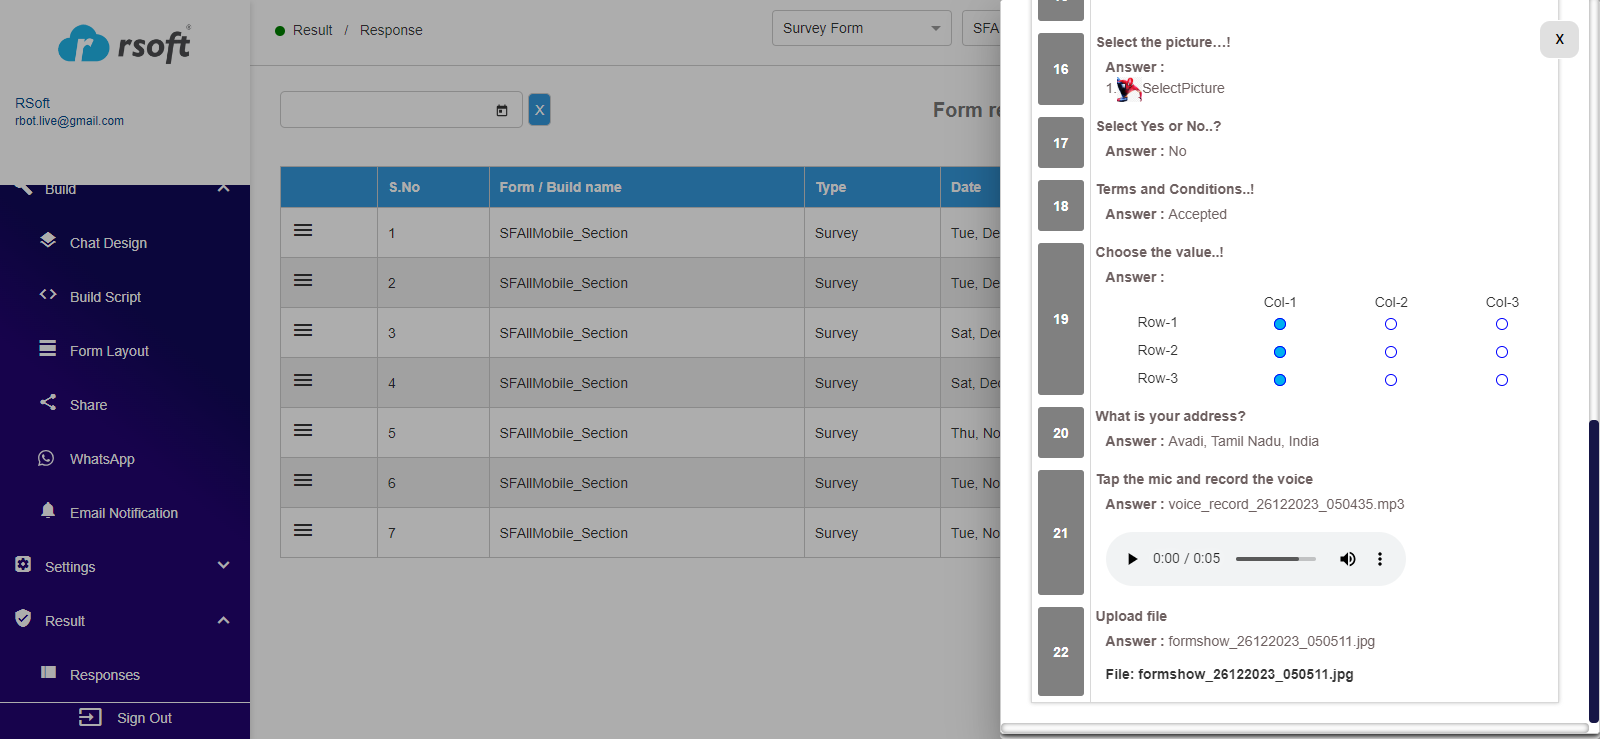 rsoft
®
RSoft
rbot.live@gmail.com
Build
Chat Design
Build Script
Form Layout
Share
WhatsApp
Email Notification
Settings
Result
Responses
Sign Out
Result / Response
Survey Form
SFA
X
Form re
S.No Form / Build name Type Date
1 SFAllMobile_Section Survey Tue, De
2 SFAllMobile_Section Survey Tue, De
3 SFAllMobile_Section Survey Sat, Dec
4 SFAllMobile_Section Survey Sat, Dec
5 SFAllMobile_Section Survey Thu, No
6 SFAllMobile_Section Survey Tue, No
7 SFAllMobile_Section Survey Tue, No
X
16 Select the picture...!
Answer :
1. SelectPicture
17 Select Yes or No..?
Answer : No
18 Terms and Conditions..!
Answer : Accepted
19 Choose the value..!
Answer :
Col-1 Col-2 Col-3
Row-1
Row-2
Row-3
20 What is your address?
Answer : Avadi, Tamil Nadu, India
21 Tap the mic and record the voice
Answer : voice_record_26122023_050435.mp3
0:00 / 0:05
22 Upload file
Answer : formshow_26122023_050511.jpg
File: formshow_26122023_050511.jpg